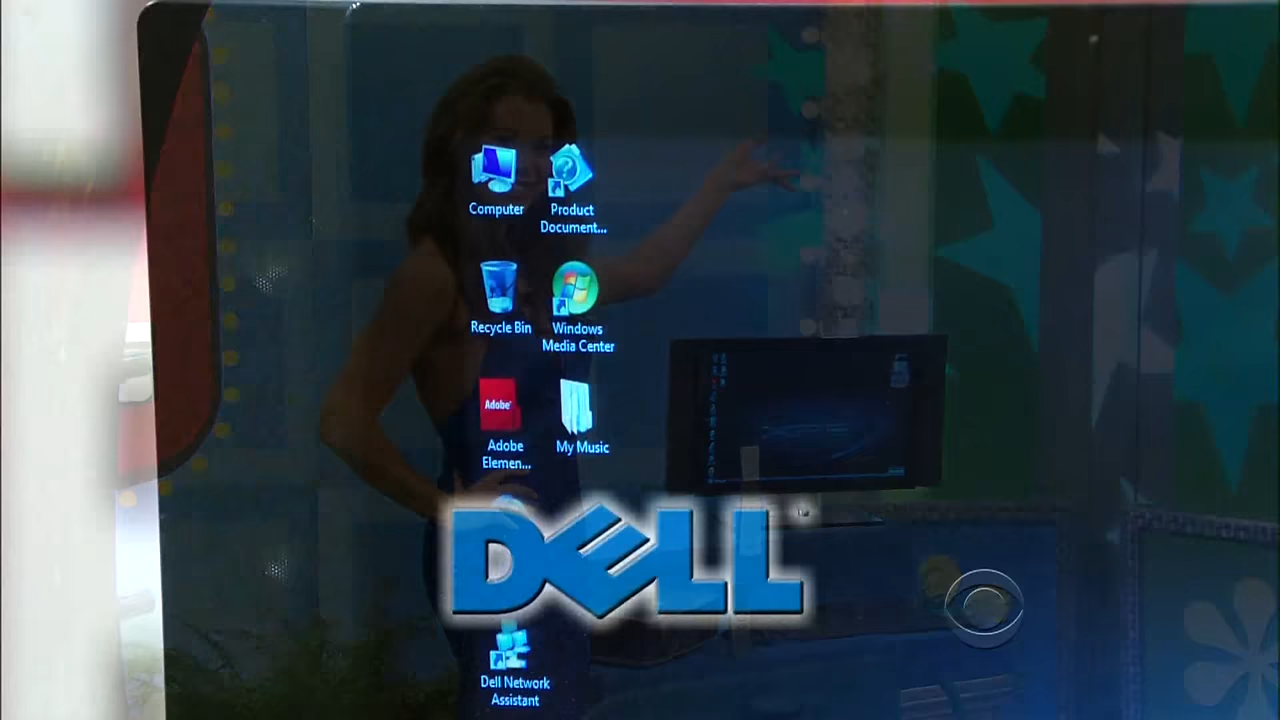 Computer
Product
Document...
Recycle Bin
Windows
Media Center
Adobe
Adobe
Elemen...
My Music
DELL
Dell Network
Assistant